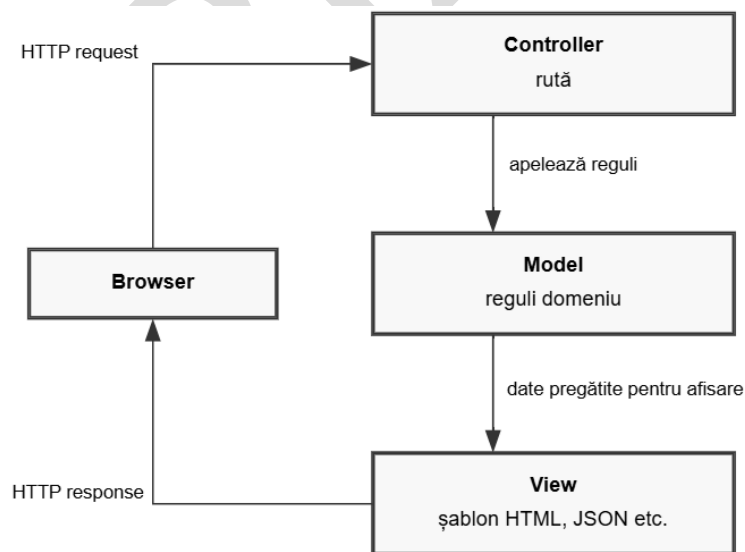 HTTP request
Controller
rută
apelează reguli
Model
reguli domeniu
Browser
date pregătite pentru afisare
HTTP response
View
șablon HTML, JSON etc.